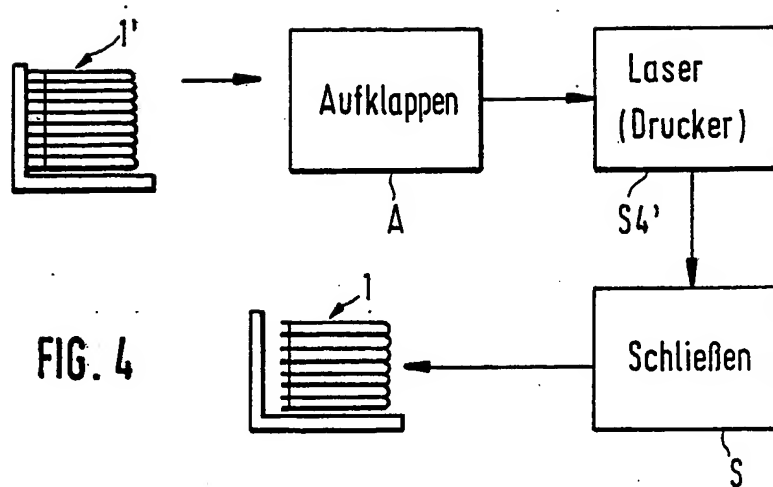 1'
Aufklappen
A
Laser
(Drucker)
S4'
1
Schließen
S
FIG. 4